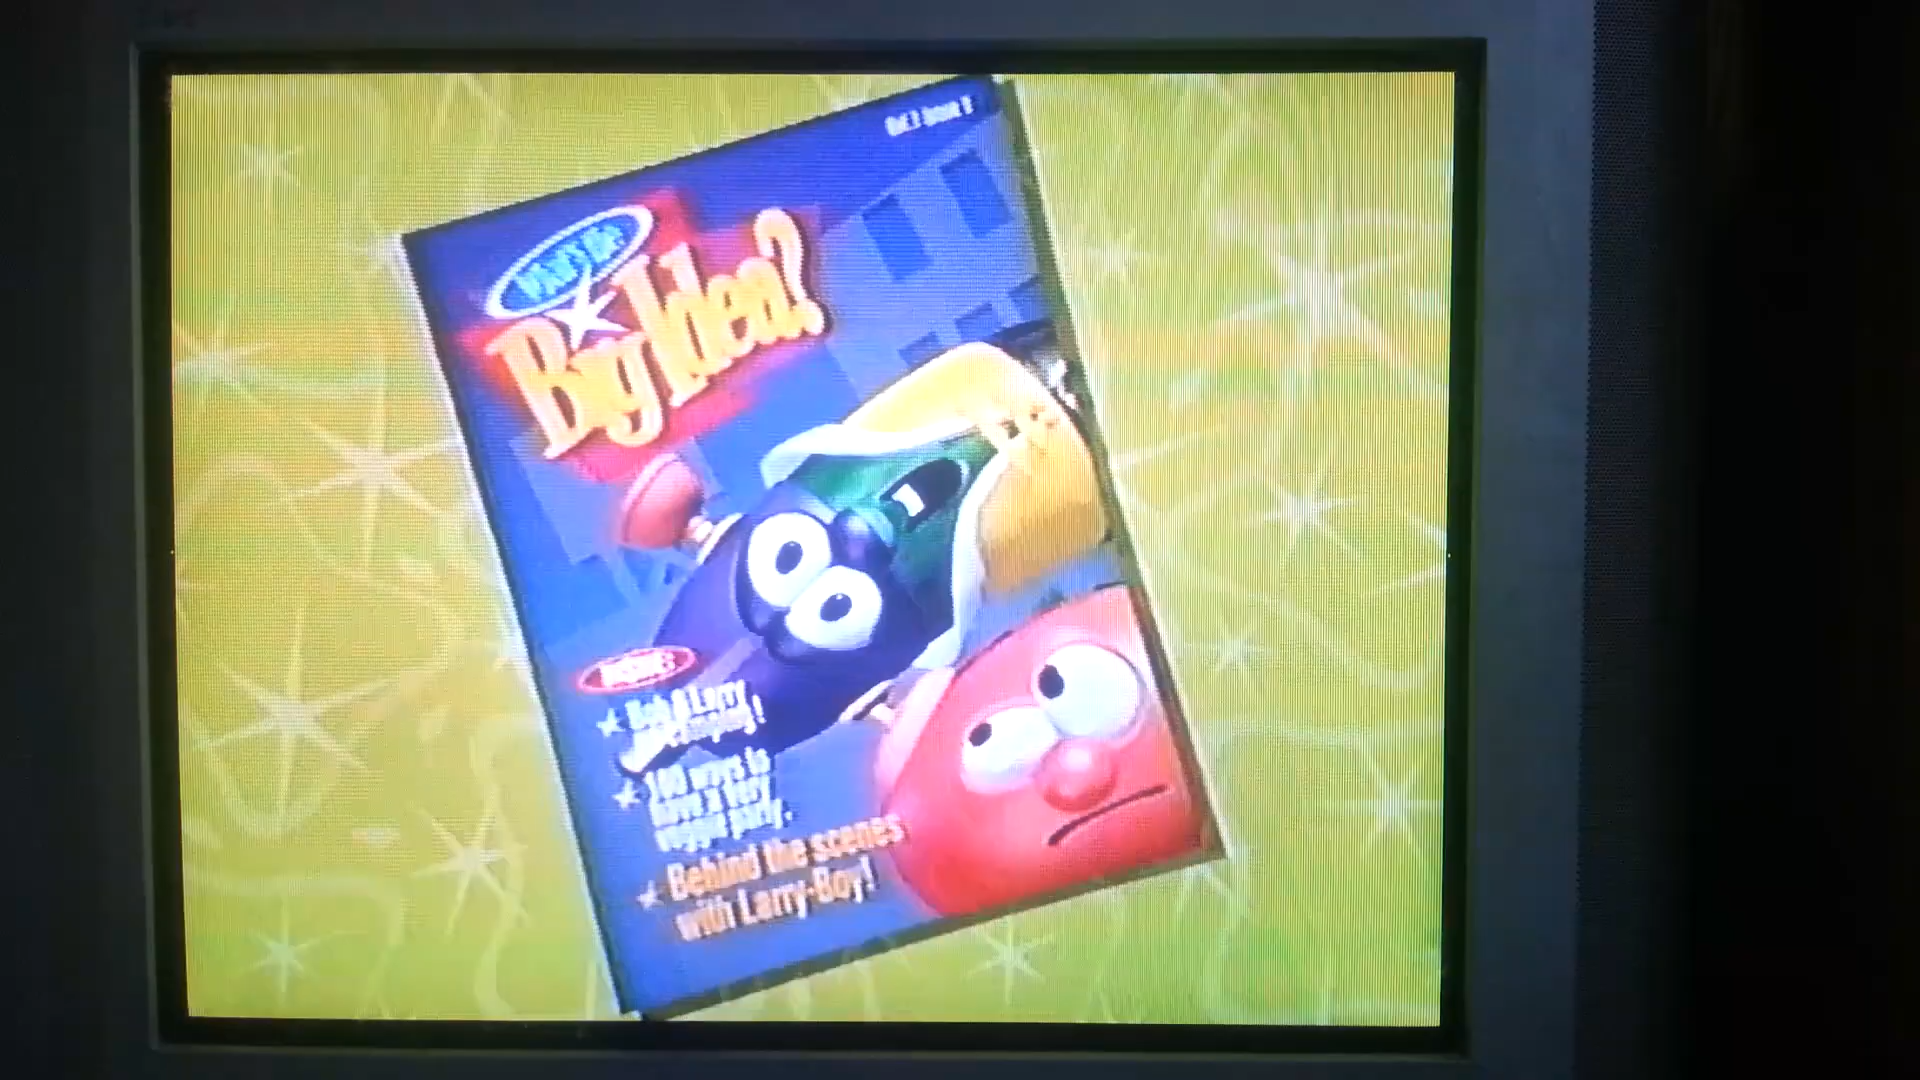 What's the
Big Idea?
Inside:
Bob & Larry
100 ways to
have a very
veggie party.
Behind the scenes
with Larry-Boy!